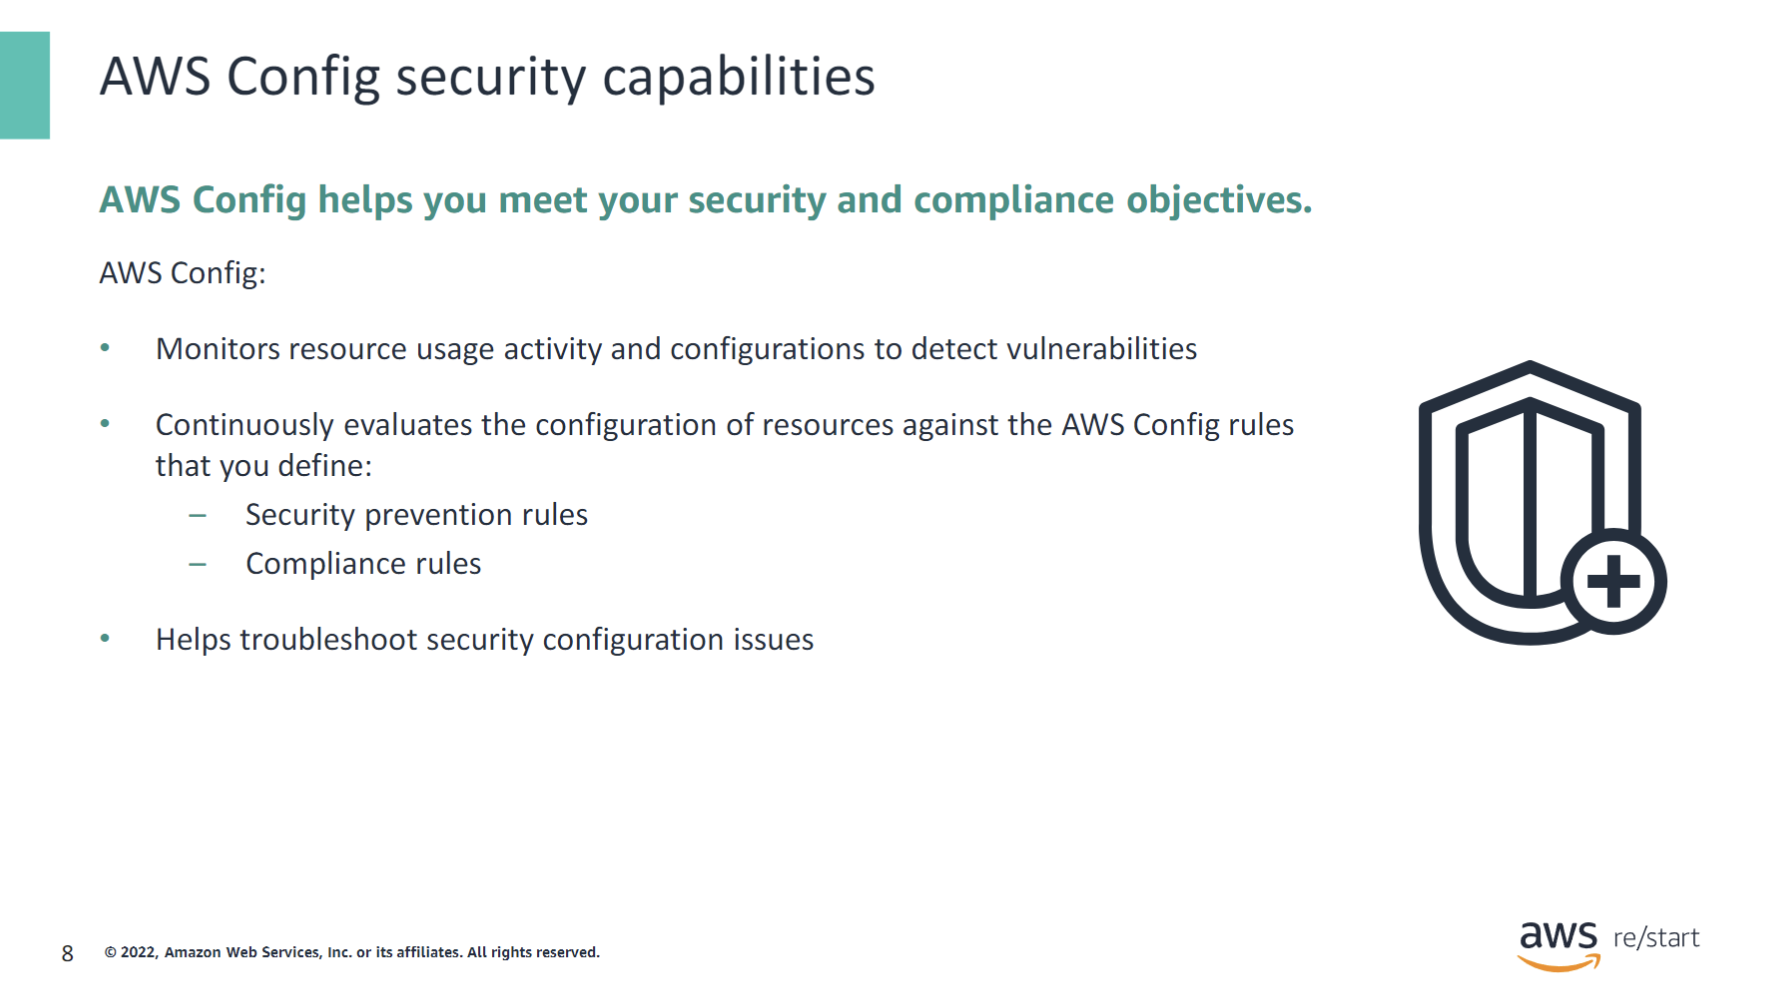 AWS Config security capabilities
AWS Config helps you meet your security and compliance objectives.
AWS Config:
• Monitors resource usage activity and configurations to detect vulnerabilities
• Continuously evaluates the configuration of resources against the AWS Config rules
that you define:
– Security prevention rules
– Compliance rules
• Helps troubleshoot security configuration issues
8 © 2022, Amazon Web Services, Inc. or its affiliates. All rights reserved.
aws re/start